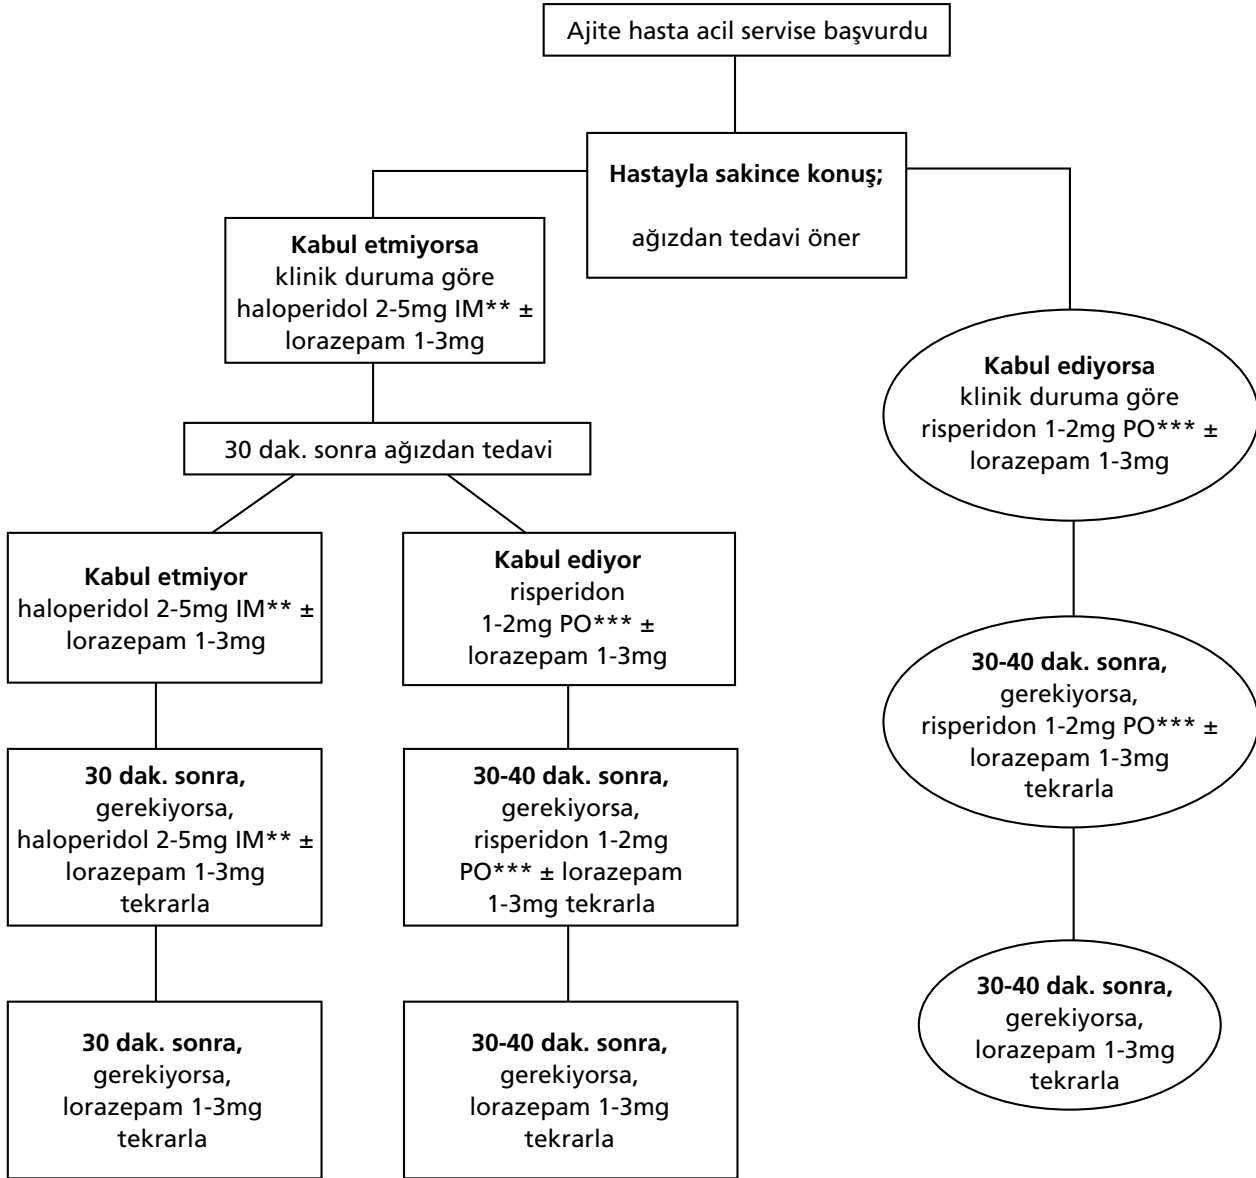 Ajite hasta acil servise başvurdu
Hastayla sakince konuş;
ağızdan tedavi öner
Kabul etmiyorsa
klinik duruma göre
haloperidol 2-5mg IM** ±
lorazepam 1-3mg
Kabul ediyorsa
klinik duruma göre
risperidon 1-2mg PO*** ±
lorazepam 1-3mg
30 dak. sonra ağızdan tedavi
Kabul etmiyor
haloperidol 2-5mg IM** ±
lorazepam 1-3mg
Kabul ediyor
risperidon
1-2mg PO*** ±
lorazepam 1-3mg
30-40 dak. sonra,
gerekiyorsa,
risperidon 1-2mg PO*** ±
lorazepam 1-3mg
tekrarla
30 dak. sonra,
gerekiyorsa,
haloperidol 2-5mg IM** ±
lorazepam 1-3mg
tekrarla
30-40 dak. sonra,
gerekiyorsa,
risperidon 1-2mg
PO*** ± lorazepam
1-3mg tekrarla
30-40 dak. sonra,
gerekiyorsa,
lorazepam 1-3mg
tekrarla
30 dak. sonra,
gerekiyorsa,
lorazepam 1-3mg
tekrarla
30-40 dak. sonra,
gerekiyorsa,
lorazepam 1-3mg
tekrarla